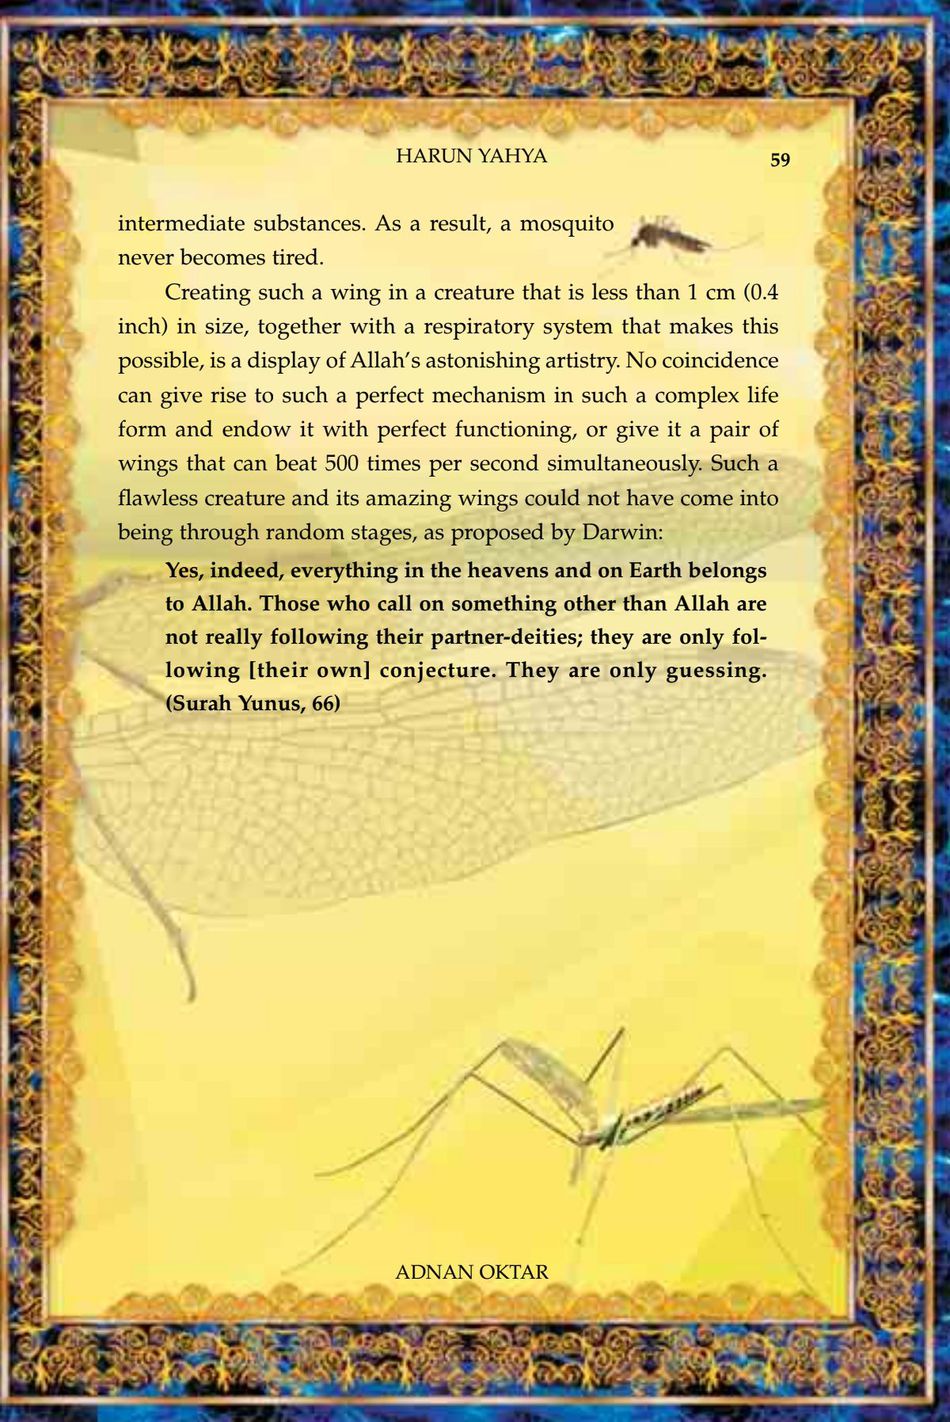 HARUN YAHYA
59
intermediate substances. As a result, a mosquito
never becomes tired.
Creating such a wing in a creature that is less than 1 cm (0.4
inch) in size, together with a respiratory system that makes this
possible, is a display of Allah's astonishing artistry. No coincidence
can give rise to such a perfect mechanism in such a complex life
form and endow it with perfect functioning, or give it a pair of
wings that can beat 500 times per second simultaneously. Such a
flawless creature and its amazing wings could not have come into
being through random stages, as proposed by Darwin:
Yes, indeed, everything in the heavens and on Earth belongs
to Allah. Those who call on something other than Allah are
not really following their partner-deities; they are only fol-
lowing [their own] conjecture. They are only guessing.
(Surah Yunus, 66)
ADNAN OKTAR